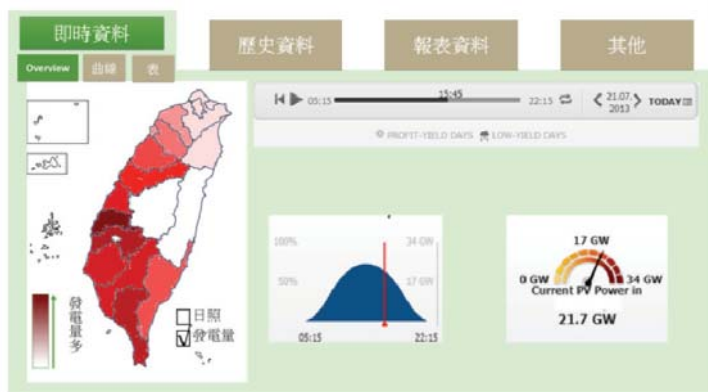 即時資料
歷史資料
報表資料
其他
Overview
曲線
表
05:15
15:45
22:15
21.07.
2013
TODAY
PROFIT-YIELD DAYS
LOW-YIELD DAYS
100%
34 GW
50%
17 GW
05:15
22:15
17 GW
0 GW
34 GW
Current PV Power in
21.7 GW
發電量多
日照
發電量